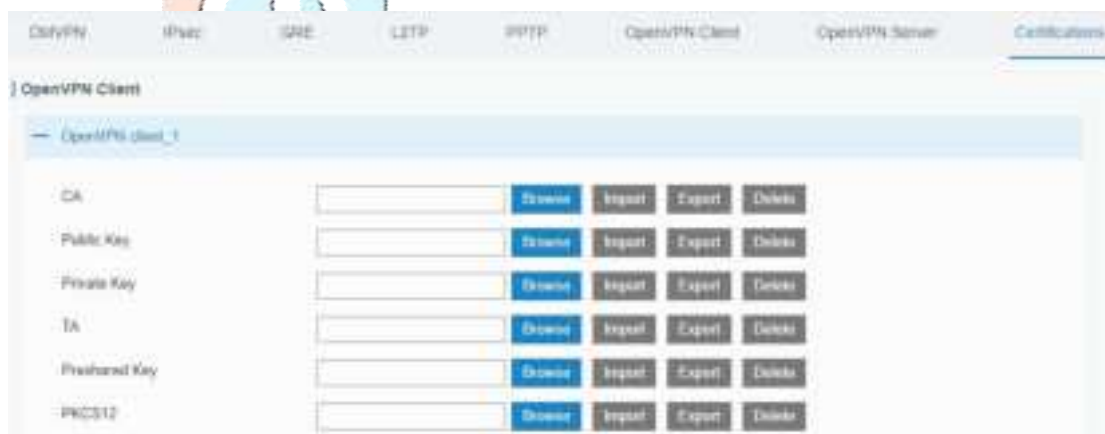 DMVPN IPsec GRE L2TP PPTP OpenVPN Client OpenVPN Server Certifications
OpenVPN Client
— OpenVPN client_1
CA Browse Import Export Delete
Public Key Browse Import Export Delete
Private Key Browse Import Export Delete
TA Browse Import Export Delete
Preshared Key Browse Import Export Delete
PKCS12 Browse Import Export Delete